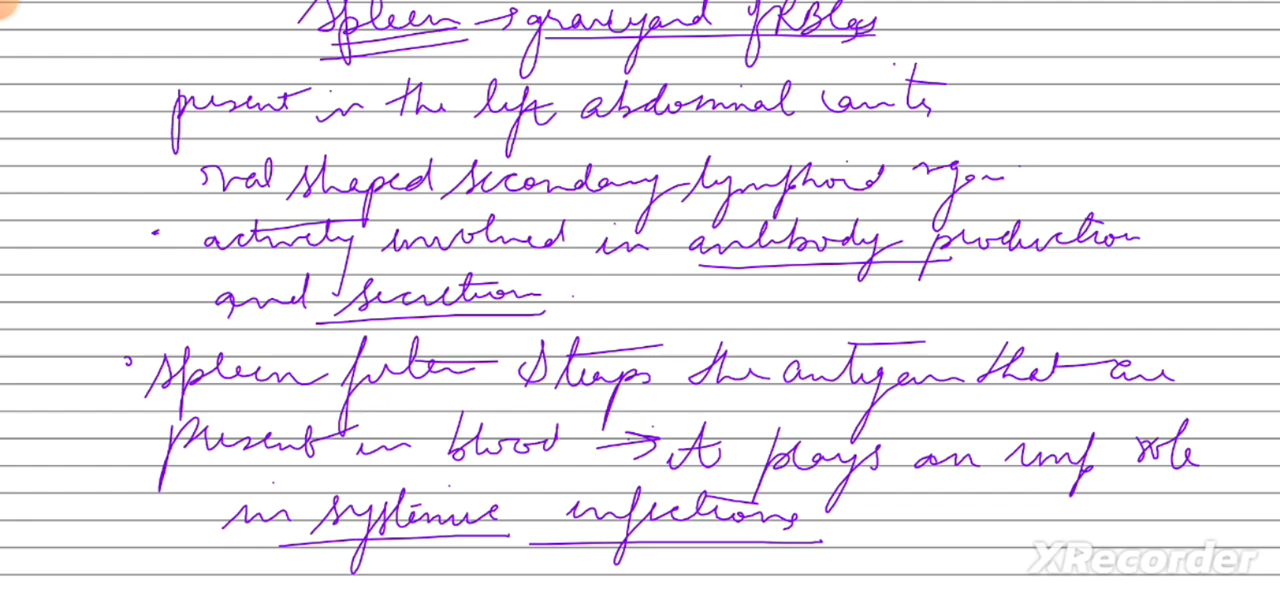 Spleen → graveyard of RBCs
present in the left abdominal cavity
oval shaped secondary lymphoid organ
• activity involved in antibody production
and secretion.
• spleen filter & traps the antigen that are
present in blood → it plays an imp role
in systemic infections
XRecorder